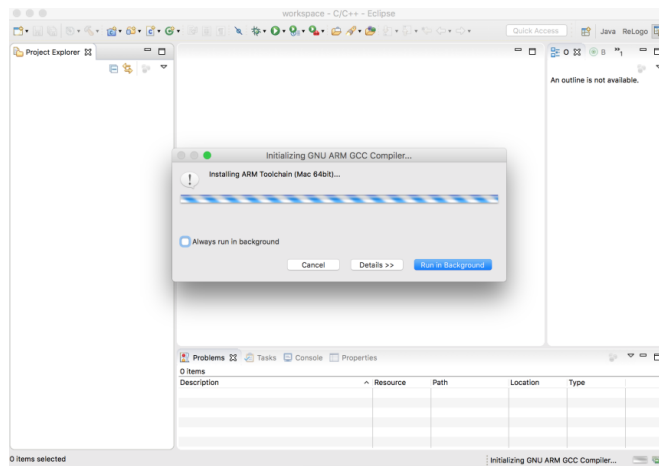 workspace - C/C++ - Eclipse
Quick Access
Java
ReLogo
Project Explorer
O
B
1
An outline is not available.
Initializing GNU ARM GCC Compiler...
Installing ARM Toolchain (Mac 64bit)...
Always run in background
Cancel
Details >>
Run in Background
Problems
Tasks
Console
Properties
0 items
Description
Resource
Path
Location
Type
0 items selected
Initializing GNU ARM GCC Compiler...